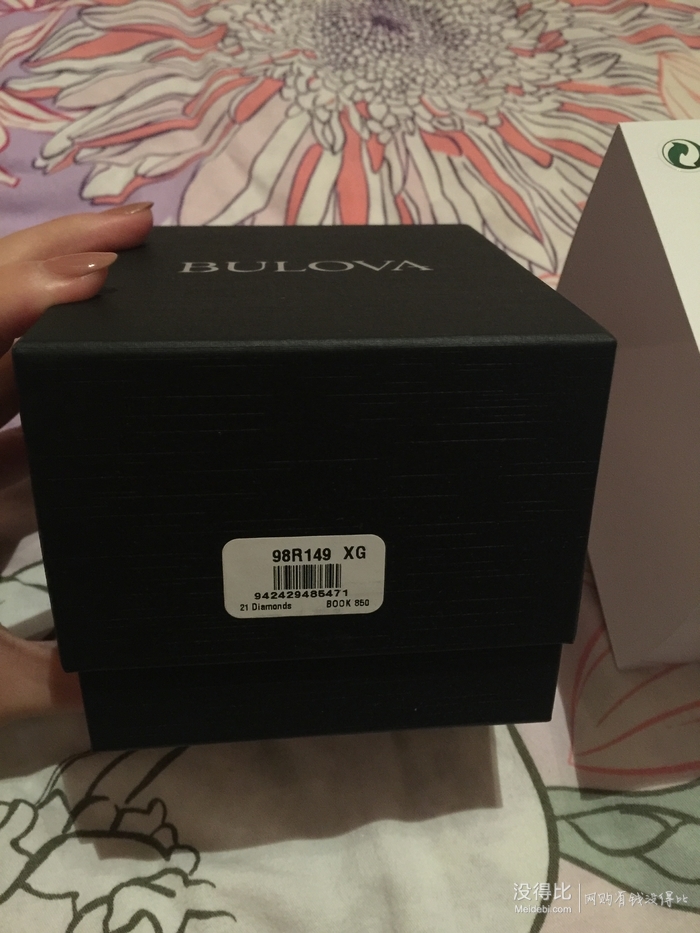 BULOVA
98R149 XG
942429485471
21 Diamonds BOOK 850
没得比 网购有钱没得比
Meidebi.com